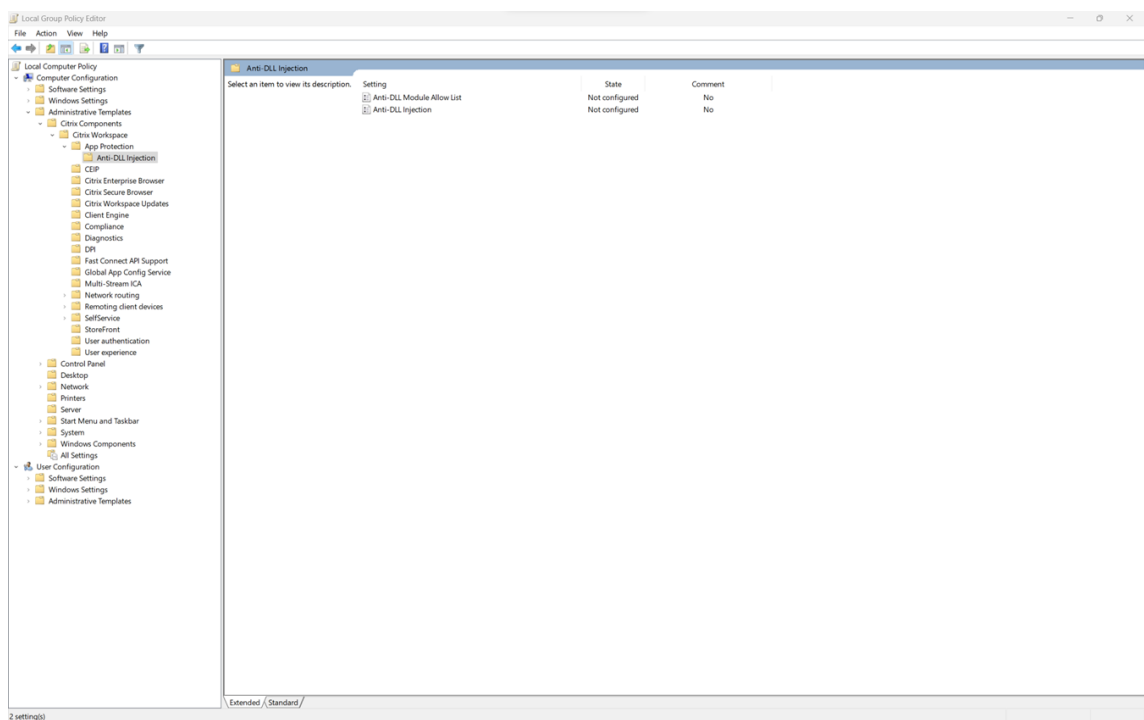 Local Group Policy Editor
File Action View Help
Local Computer Policy
Computer Configuration
Software Settings
Windows Settings
Administrative Templates
Citrix Components
Citrix Workspace
App Protection
Anti-DLL Injection
CEIP
Citrix Enterprise Browser
Citrix Secure Browser
Citrix Workspace Updates
Client Engine
Compliance
Diagnostics
DPI
Fast Connect API Support
Global App Config Service
Multi-Stream ICA
Network routing
Remoting client devices
SelfService
StoreFront
User authentication
User experience
Control Panel
Desktop
Network
Printers
Server
Start Menu and Taskbar
System
Windows Components
All Settings
User Configuration
Software Settings
Windows Settings
Administrative Templates
Anti-DLL Injection
Select an item to view its description.
Setting State Comment
Anti-DLL Module Allow List Not configured No
Anti-DLL Injection Not configured No
Extended Standard
2 setting(s)